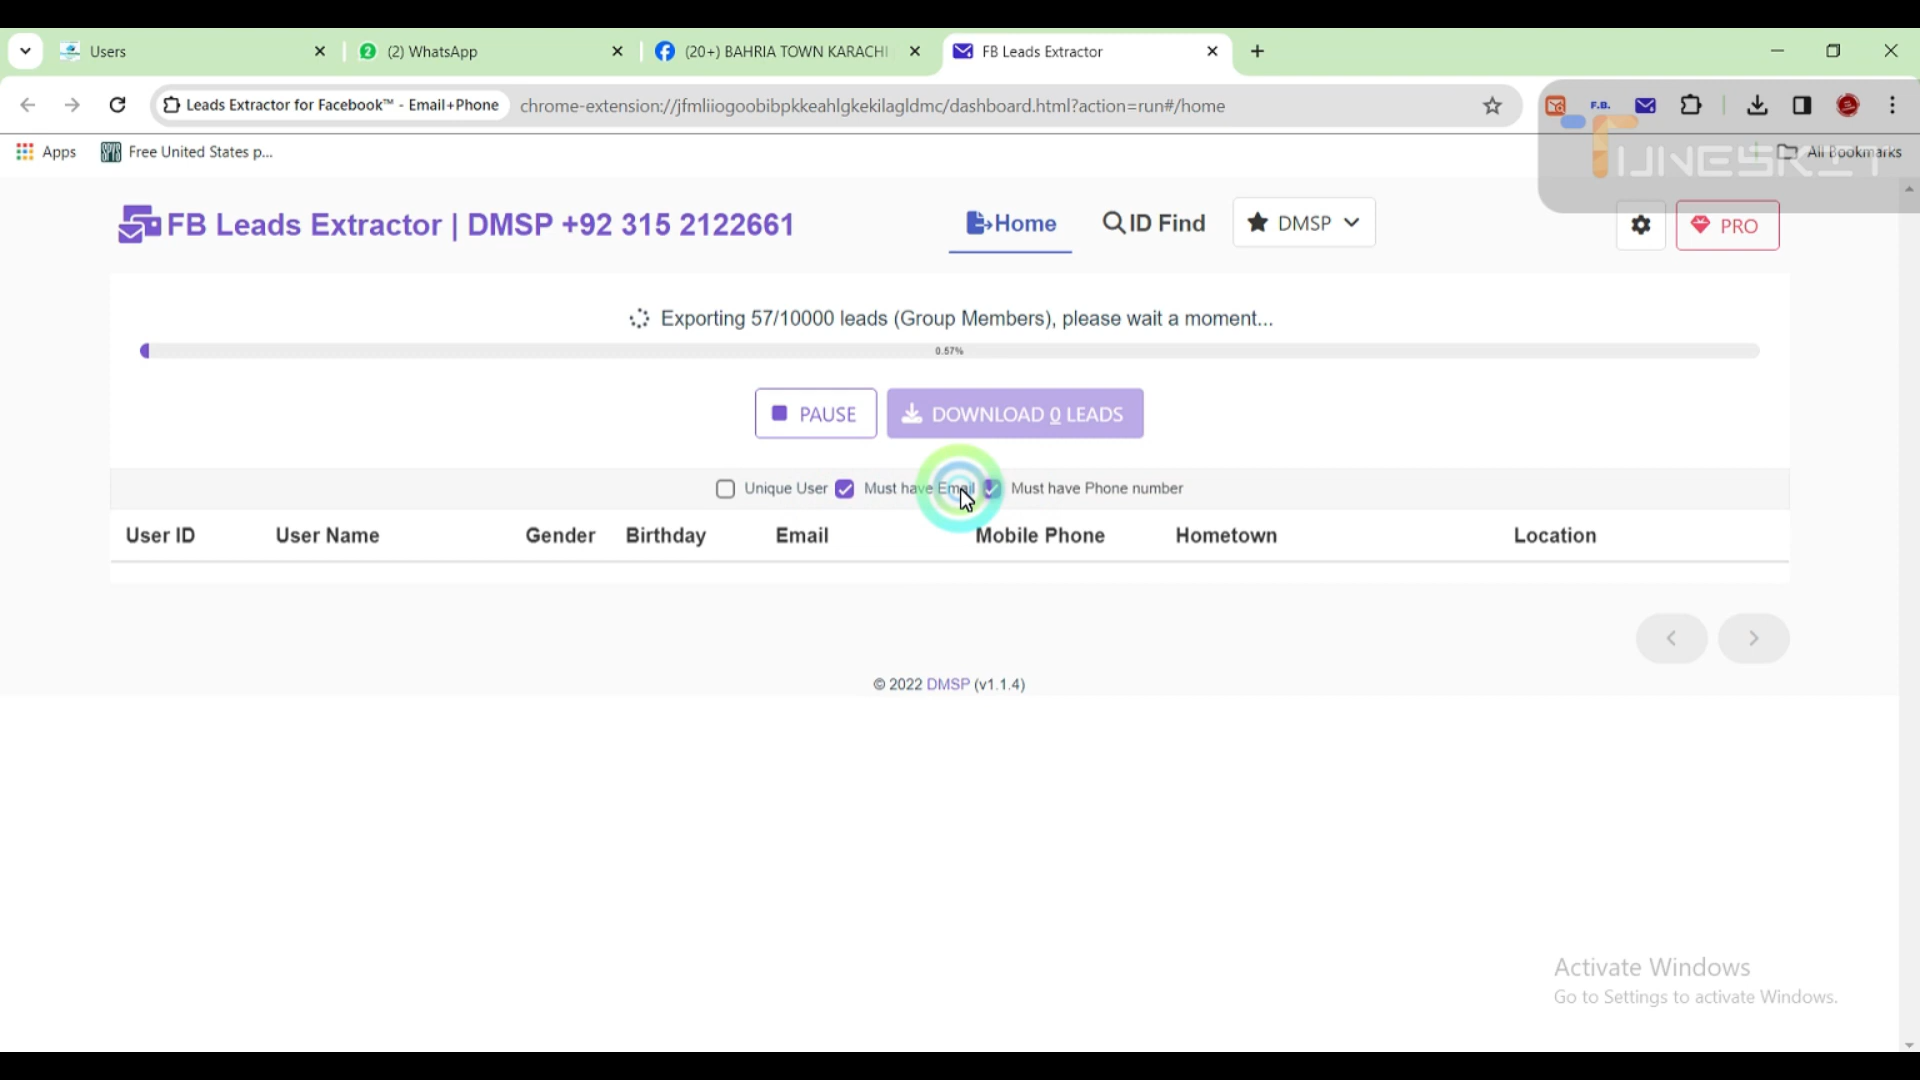 Users
(2) WhatsApp
(20+) BAHRIA TOWN KARACHI
FB Leads Extractor
Leads Extractor for Facebook™ - Email+Phone
chrome-extension://jfmliiogoobibpkkeahlgkekilagldmc/dashboard.html?action=run#/home
F.B.
Apps
Free United States p...
All Bookmarks
TUNESKIT
FB Leads Extractor | DMSP +92 315 2122661
Home
ID Find
DMSP
PRO
Exporting 57/10000 leads (Group Members), please wait a moment...
0.57%
PAUSE
DOWNLOAD 0 LEADS
Unique User
Must have Email
Must have Phone number
User ID
User Name
Gender
Birthday
Email
Mobile Phone
Hometown
Location
© 2022 DMSP (v1.1.4)
Activate Windows
Go to Settings to activate Windows.